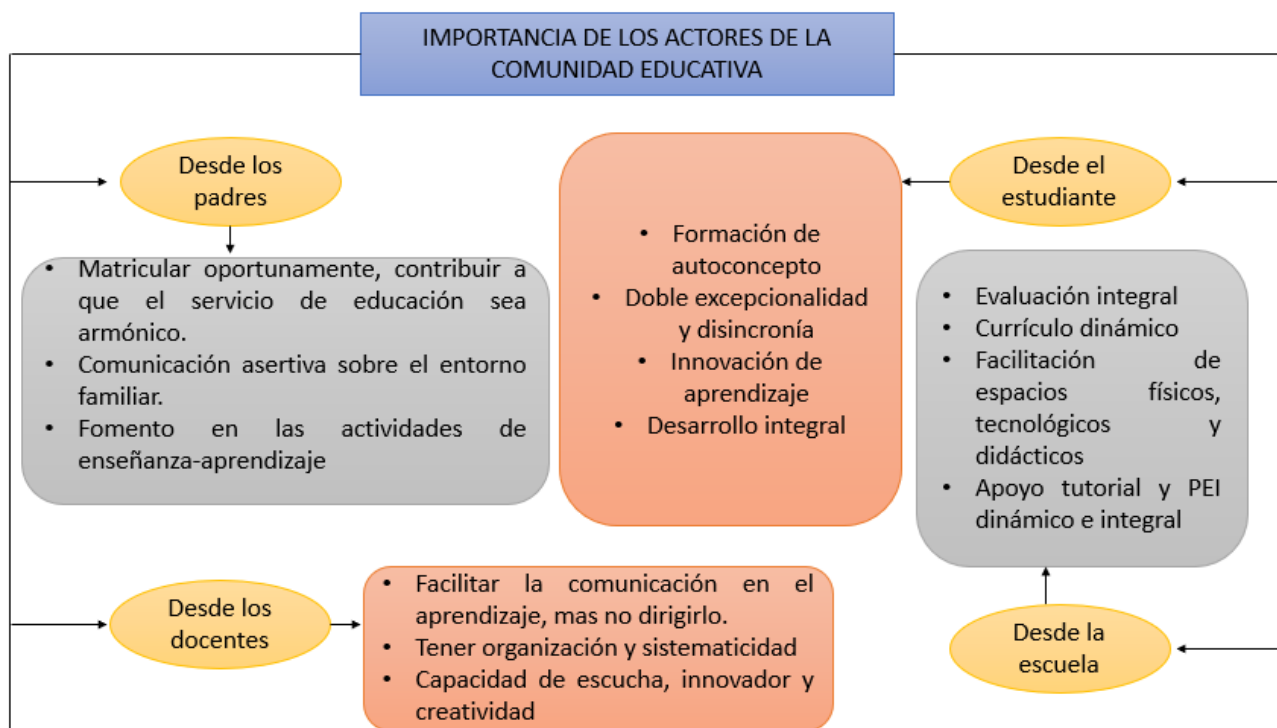 IMPORTANCIA DE LOS ACTORES DE LA
COMUNIDAD EDUCATIVA
Desde los
padres
• Matricular oportunamente, contribuir a
que el servicio de educación sea
armónico.
• Comunicación asertiva sobre el entorno
familiar.
• Fomento en las actividades de
enseñanza-aprendizaje
Desde el
estudiante
• Formación de
autoconcepto
• Doble excepcionalidad
y disincronía
• Innovación de
aprendizaje
• Desarrollo integral
• Evaluación integral
• Currículo dinámico
• Facilitación de
espacios físicos,
tecnológicos y
didácticos
• Apoyo tutorial y PEI
dinámico e integral
Desde los
docentes
• Facilitar la comunicación en el
aprendizaje, mas no dirigirlo.
• Tener organización y sistematicidad
• Capacidad de escucha, innovador y
creatividad
Desde la
escuela